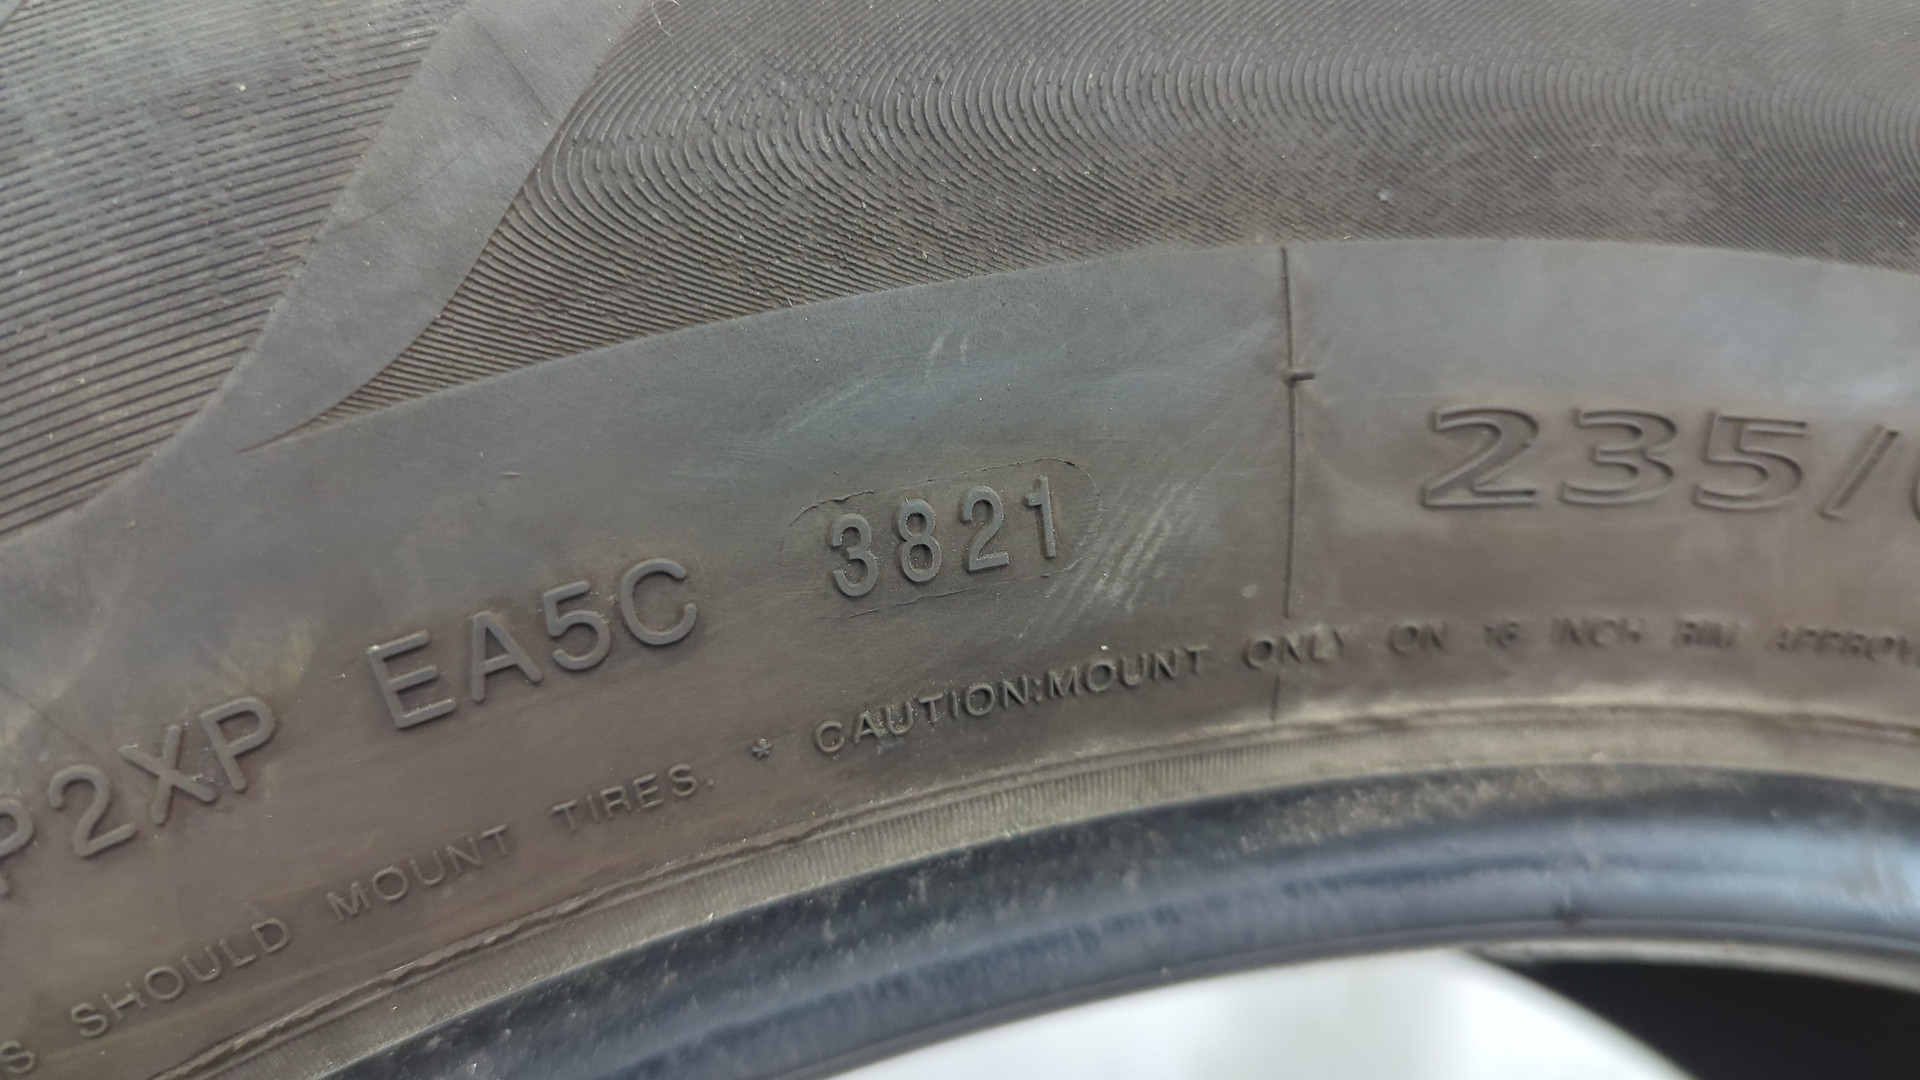 P2XP EA5C 3821
235/
SHOULD MOUNT TIRES. * CAUTION:MOUNT ONLY ON 16 INCH RIM